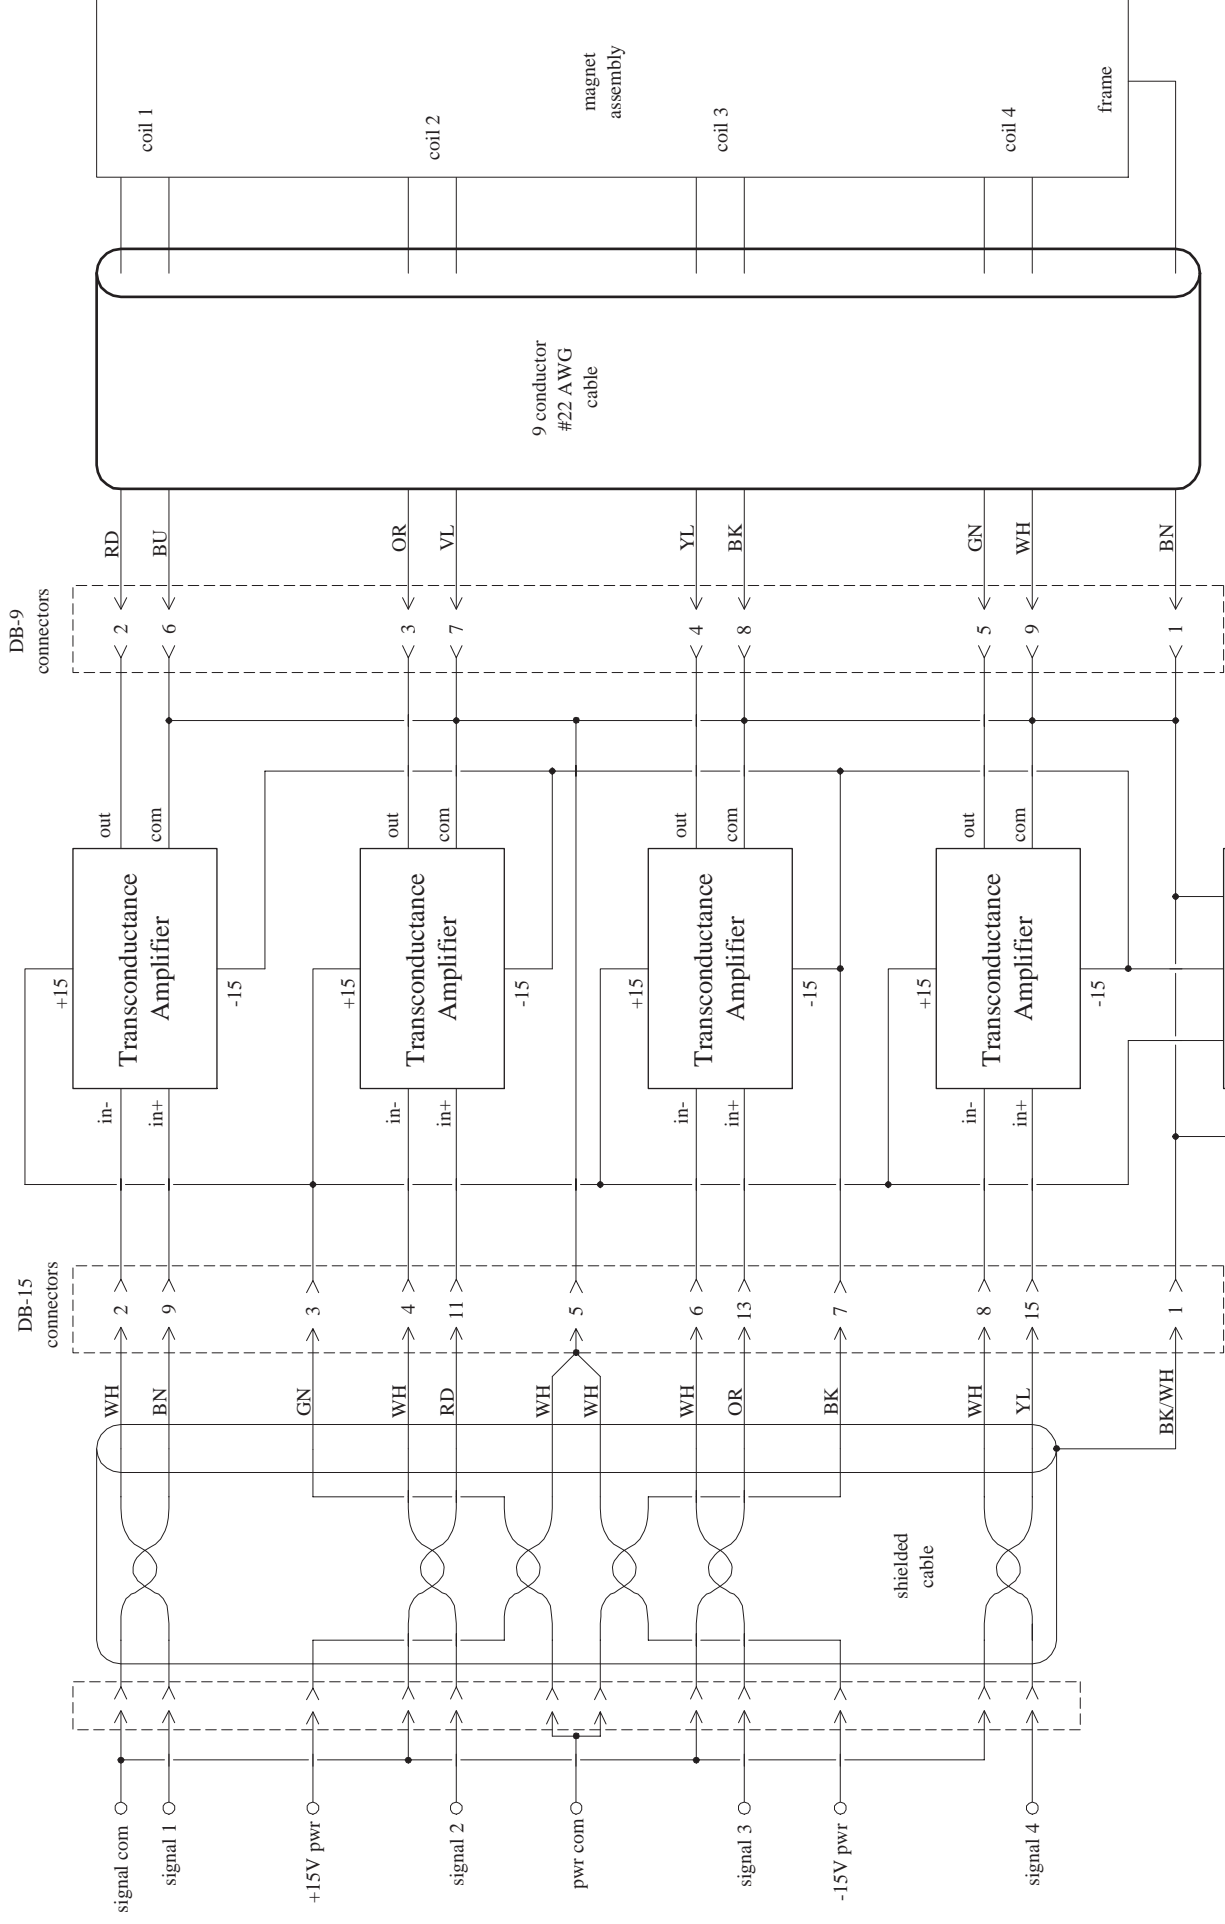 signal com
signal 1
+15V pwr
signal 2
pwr com
signal 3
-15V pwr
signal 4
shielded
cable
WH
BN
GN
WH
RD
WH
WH
WH
OR
BK
WH
YL
BK/WH
DB-15
connectors
2
9
3
4
11
5
6
13
7
8
15
1
in-
in+
+15
Transconductance
Amplifier
-15
out
com
in-
in+
+15
Transconductance
Amplifier
-15
out
com
in-
in+
+15
Transconductance
Amplifier
-15
out
com
in-
in+
+15
Transconductance
Amplifier
-15
out
com
DB-9
connectors
2
6
3
7
4
8
5
9
1
RD
BU
OR
VL
YL
BK
GN
WH
BN
9 conductor
#22 AWG
cable
coil 1
coil 2
magnet
assembly
coil 3
coil 4
frame